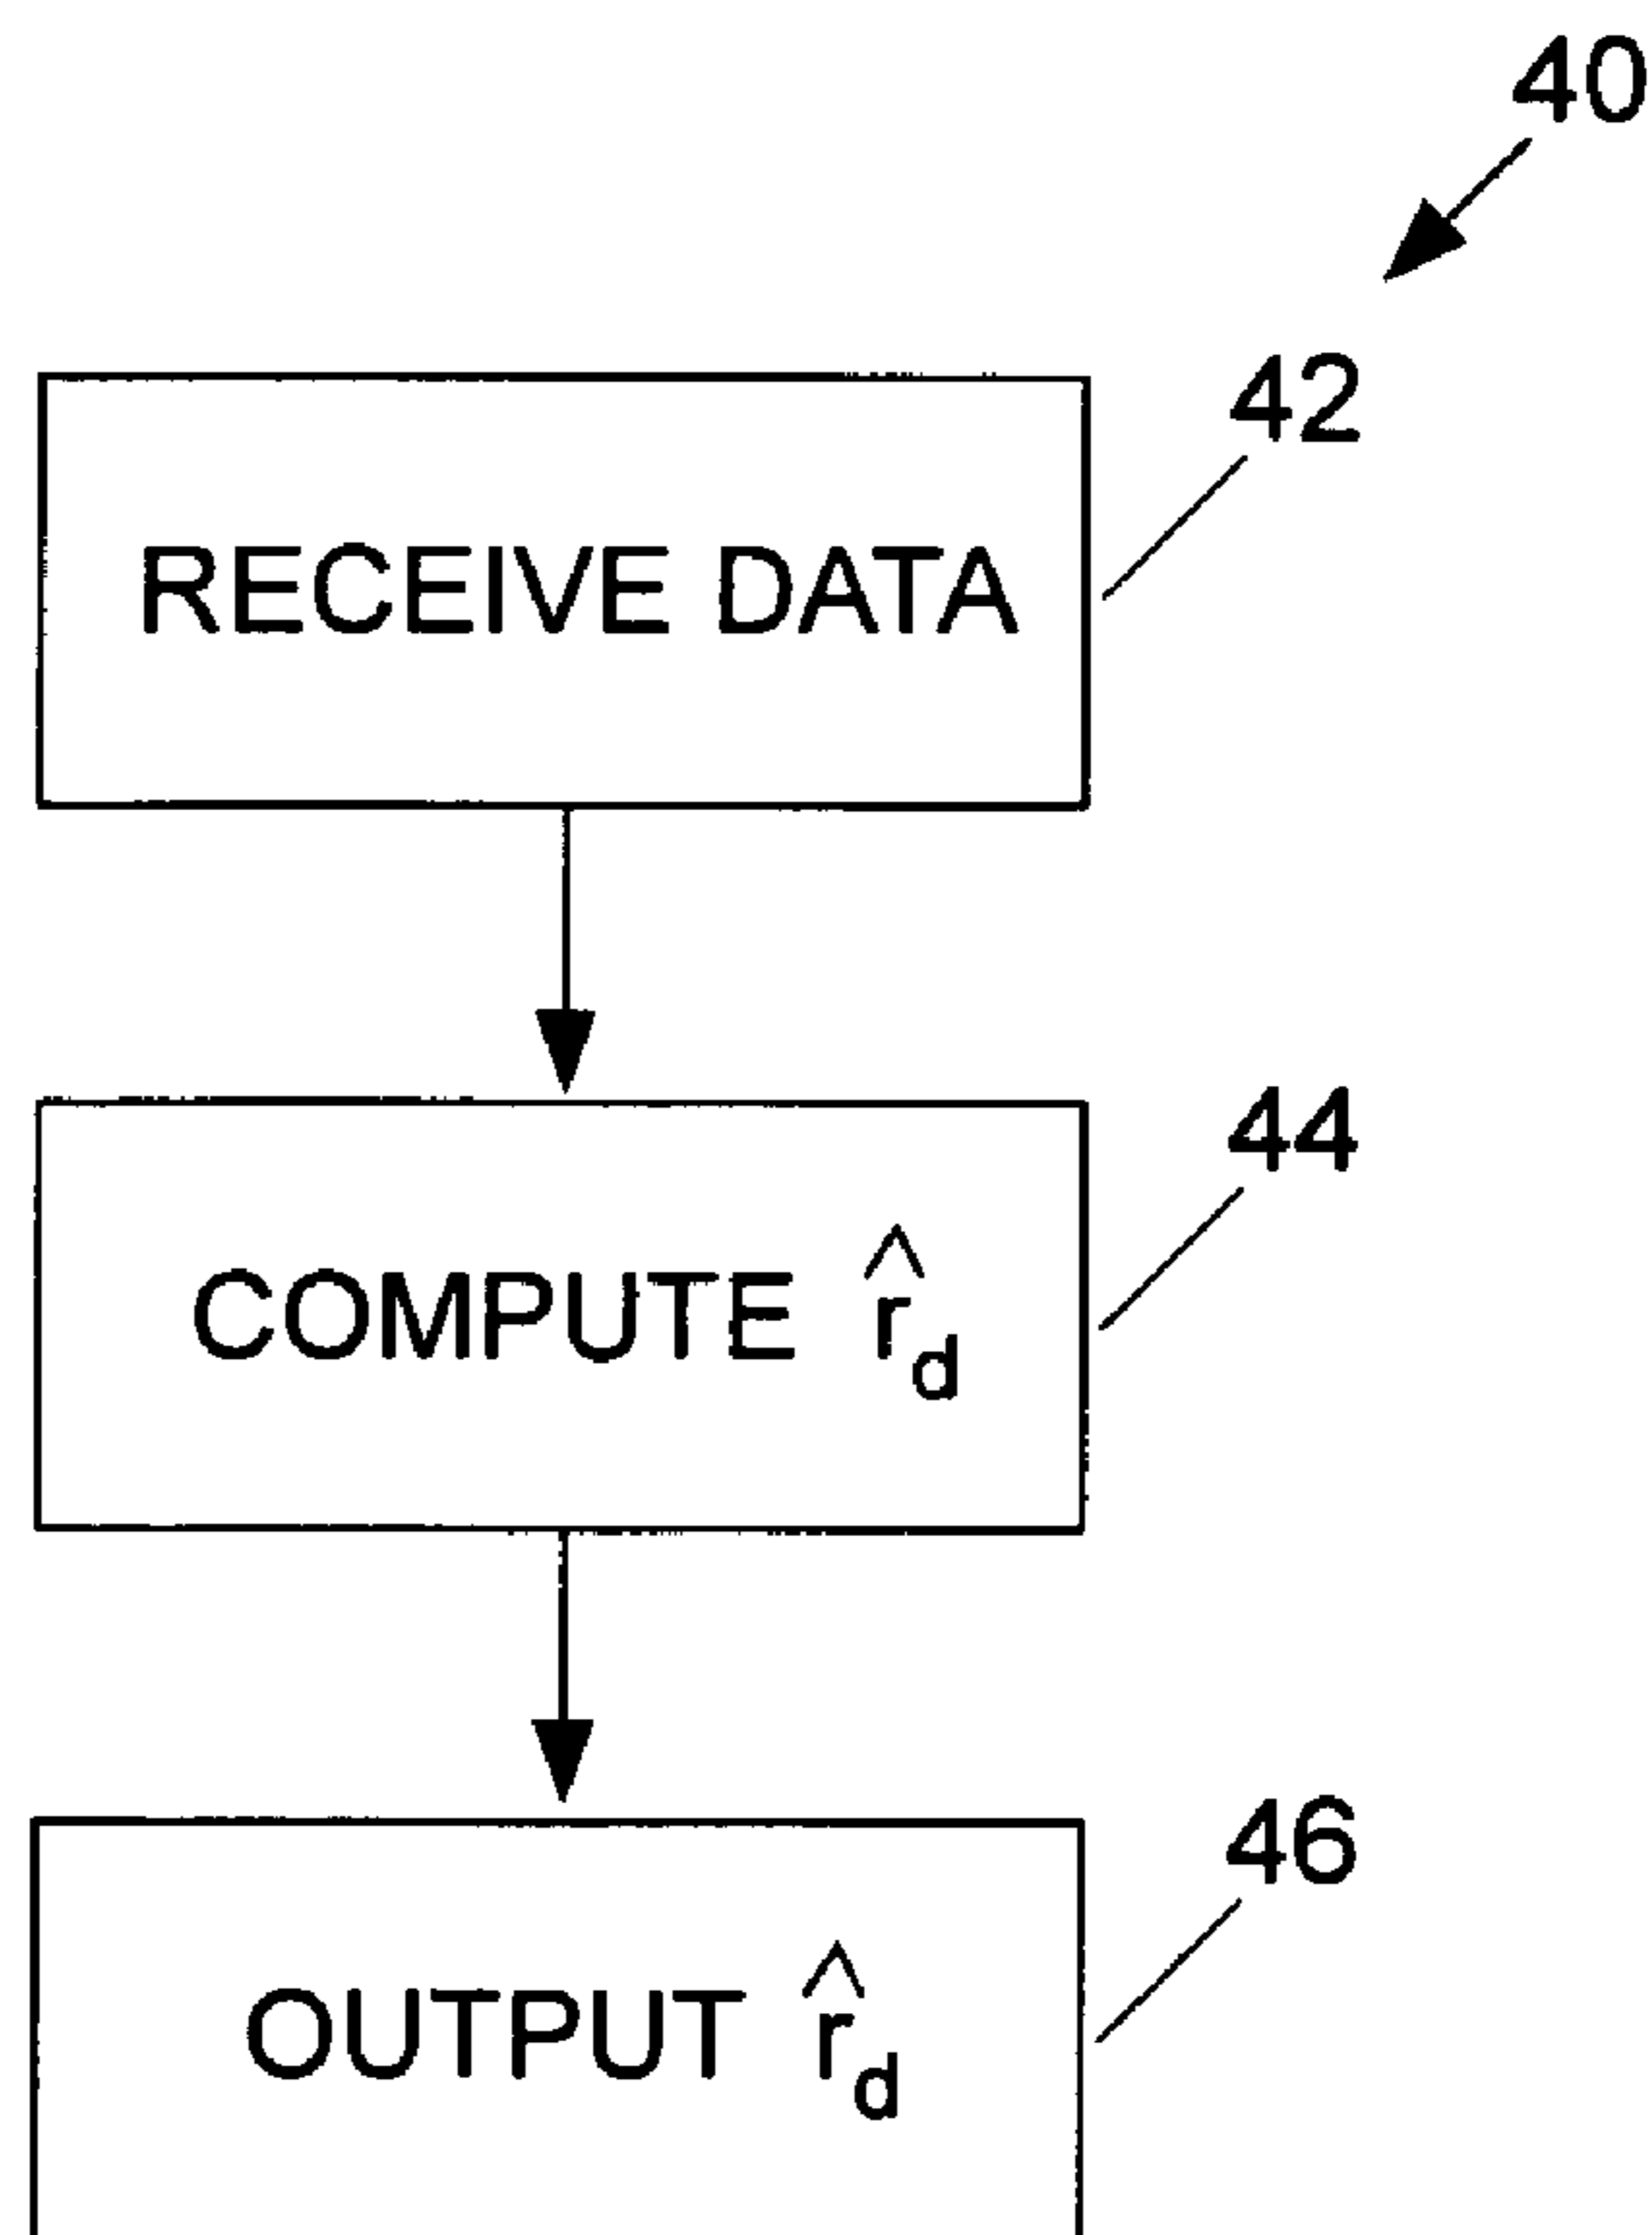 40
42
RECEIVE DATA
44
COMPUTE r̂d
46
OUTPUT r̂d